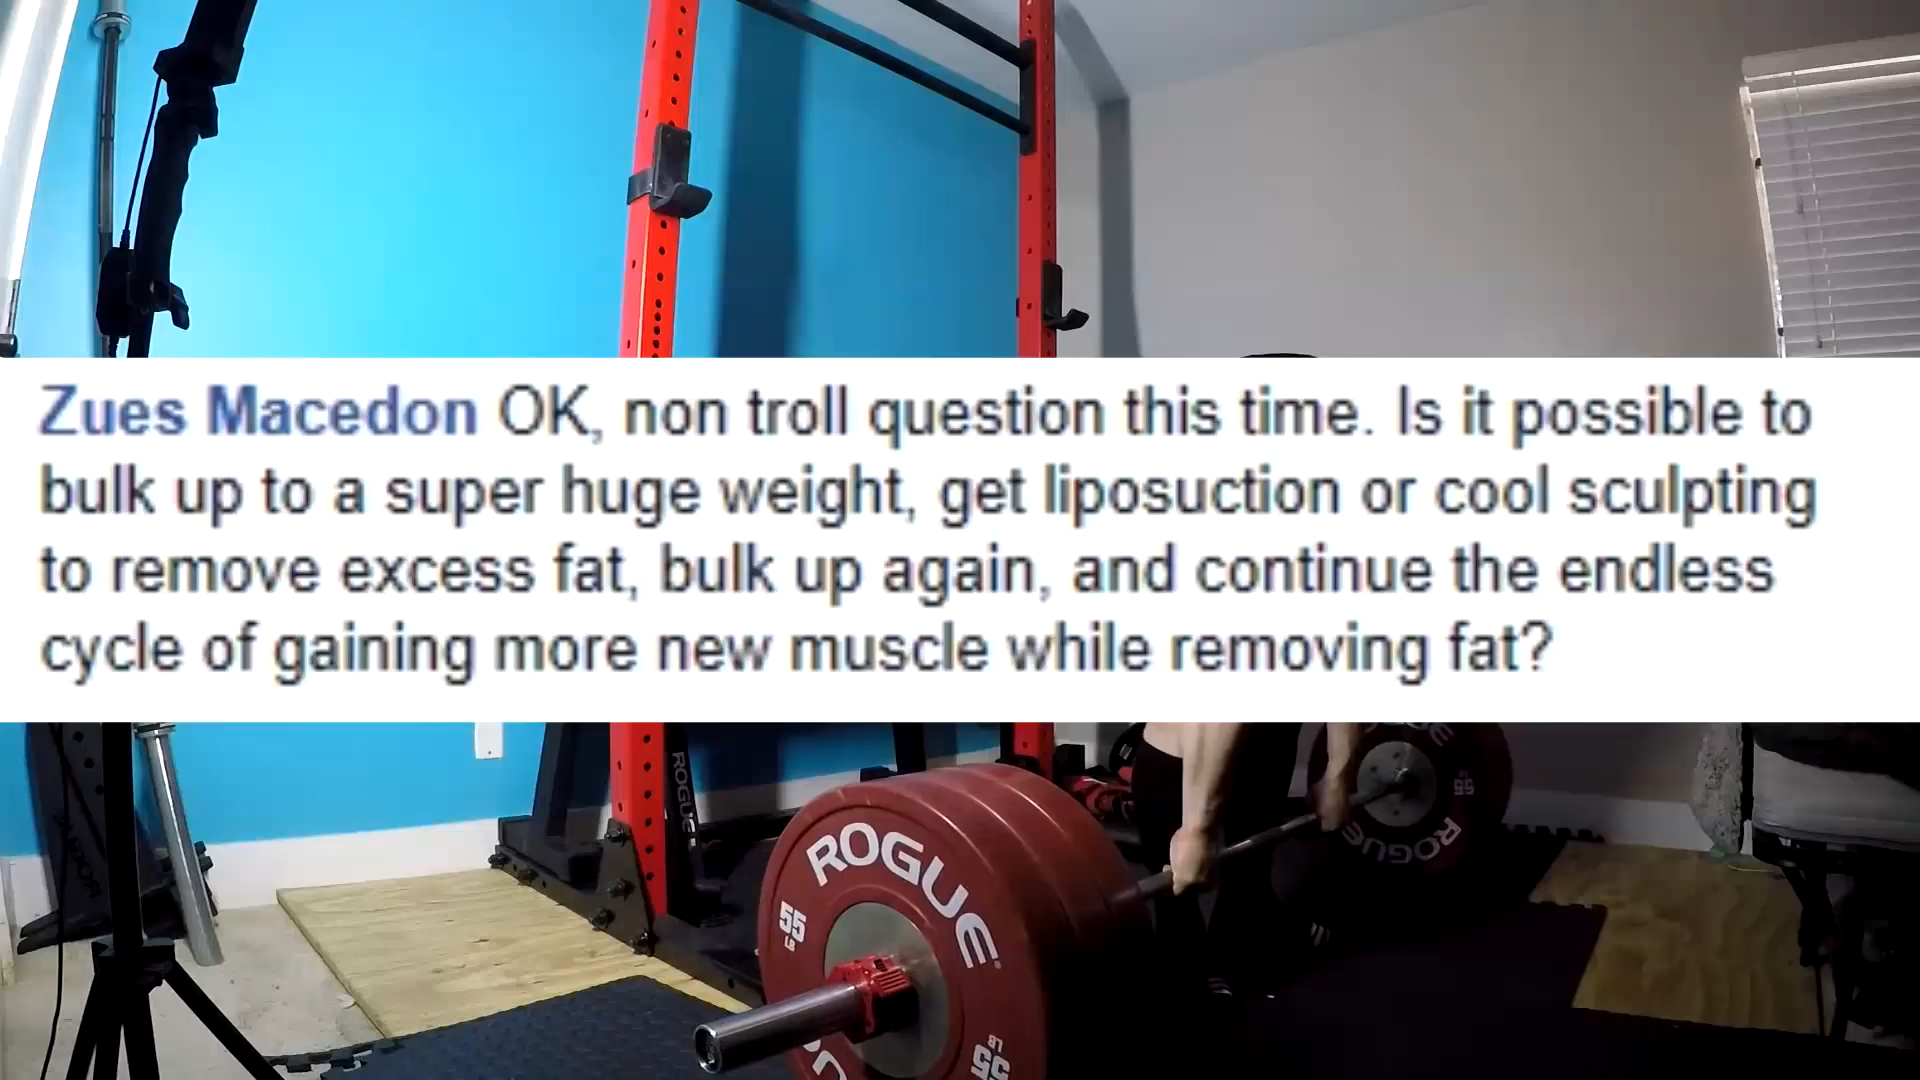 Zues Macedon OK, non troll question this time. Is it possible to
bulk up to a super huge weight, get liposuction or cool sculpting
to remove excess fat, bulk up again, and continue the endless
cycle of gaining more new muscle while removing fat?
ROGUE
ROGUE
55
LB
55
LB
ROGUE
55
ROGUE